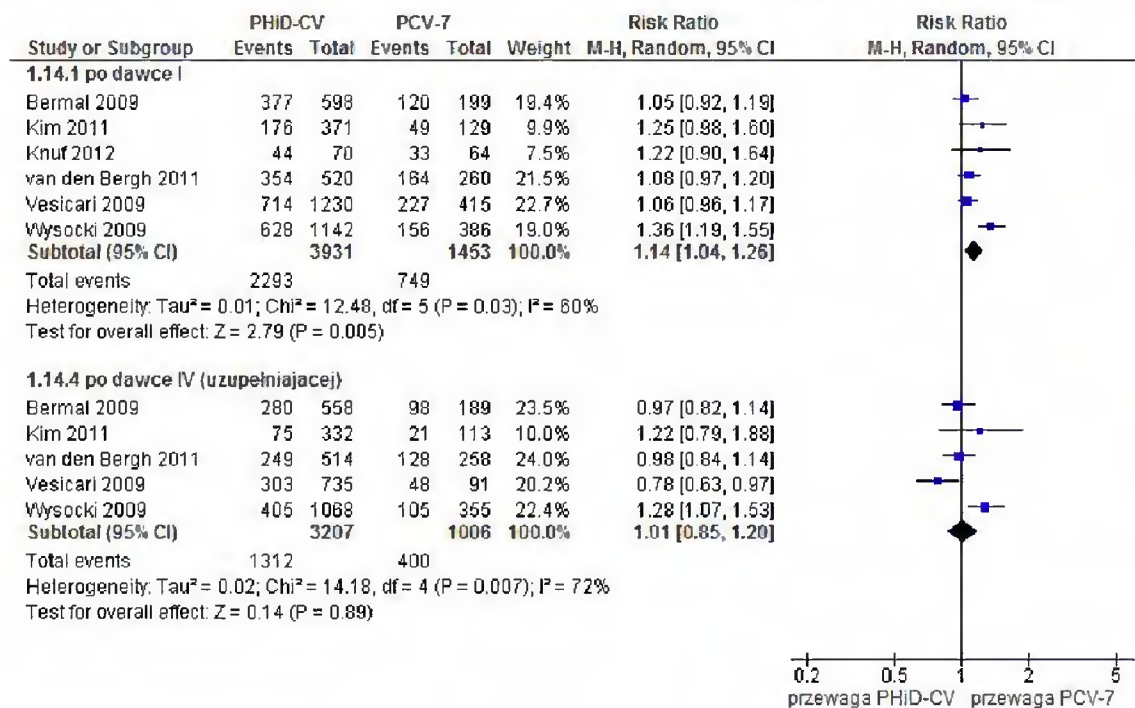 PHiD-CV PCV-7 Risk Ratio Risk Ratio
Study or Subgroup Events Total Events Total Weight M-H, Random, 95% CI M-H, Random, 95% CI
1.14.1 po dawce I
Bermal 2009 377 598 120 199 19.4% 1.05 [0.92, 1.19]
Kim 2011 176 371 49 129 9.9% 1.25 [0.98, 1.60]
Knuf 2012 44 70 33 64 7.5% 1.22 [0.90, 1.64]
van den Bergh 2011 354 520 164 260 21.5% 1.08 [0.97, 1.20]
Vesicari 2009 714 1230 227 415 22.7% 1.06 [0.96, 1.17]
Wysocki 2009 628 1142 156 386 19.0% 1.36 [1.19, 1.55]
Subtotal (95% CI) 3931 1453 100.0% 1.14 [1.04, 1.26]
Total events 2293 749
Heterogeneity: Tau² = 0.01; Chi² = 12.48, df = 5 (P = 0.03); I² = 60%
Test for overall effect: Z = 2.79 (P = 0.005)
1.14.4 po dawce IV (uzupełniajacej)
Bermal 2009 280 558 98 189 23.5% 0.97 [0.82, 1.14]
Kim 2011 75 332 21 113 10.0% 1.22 [0.79, 1.88]
van den Bergh 2011 249 514 128 258 24.0% 0.98 [0.84, 1.14]
Vesicari 2009 303 735 48 91 20.2% 0.78 [0.63, 0.97]
Wysocki 2009 405 1068 105 355 22.4% 1.28 [1.07, 1.53]
Subtotal (95% CI) 3207 1006 100.0% 1.01 [0.85, 1.20]
Total events 1312 400
Heterogeneity: Tau² = 0.02; Chi² = 14.18, df = 4 (P = 0.007); I² = 72%
Test for overall effect: Z = 0.14 (P = 0.89)
0.2 0.5 1 2 5
przewaga PHiD-CV przewaga PCV-7